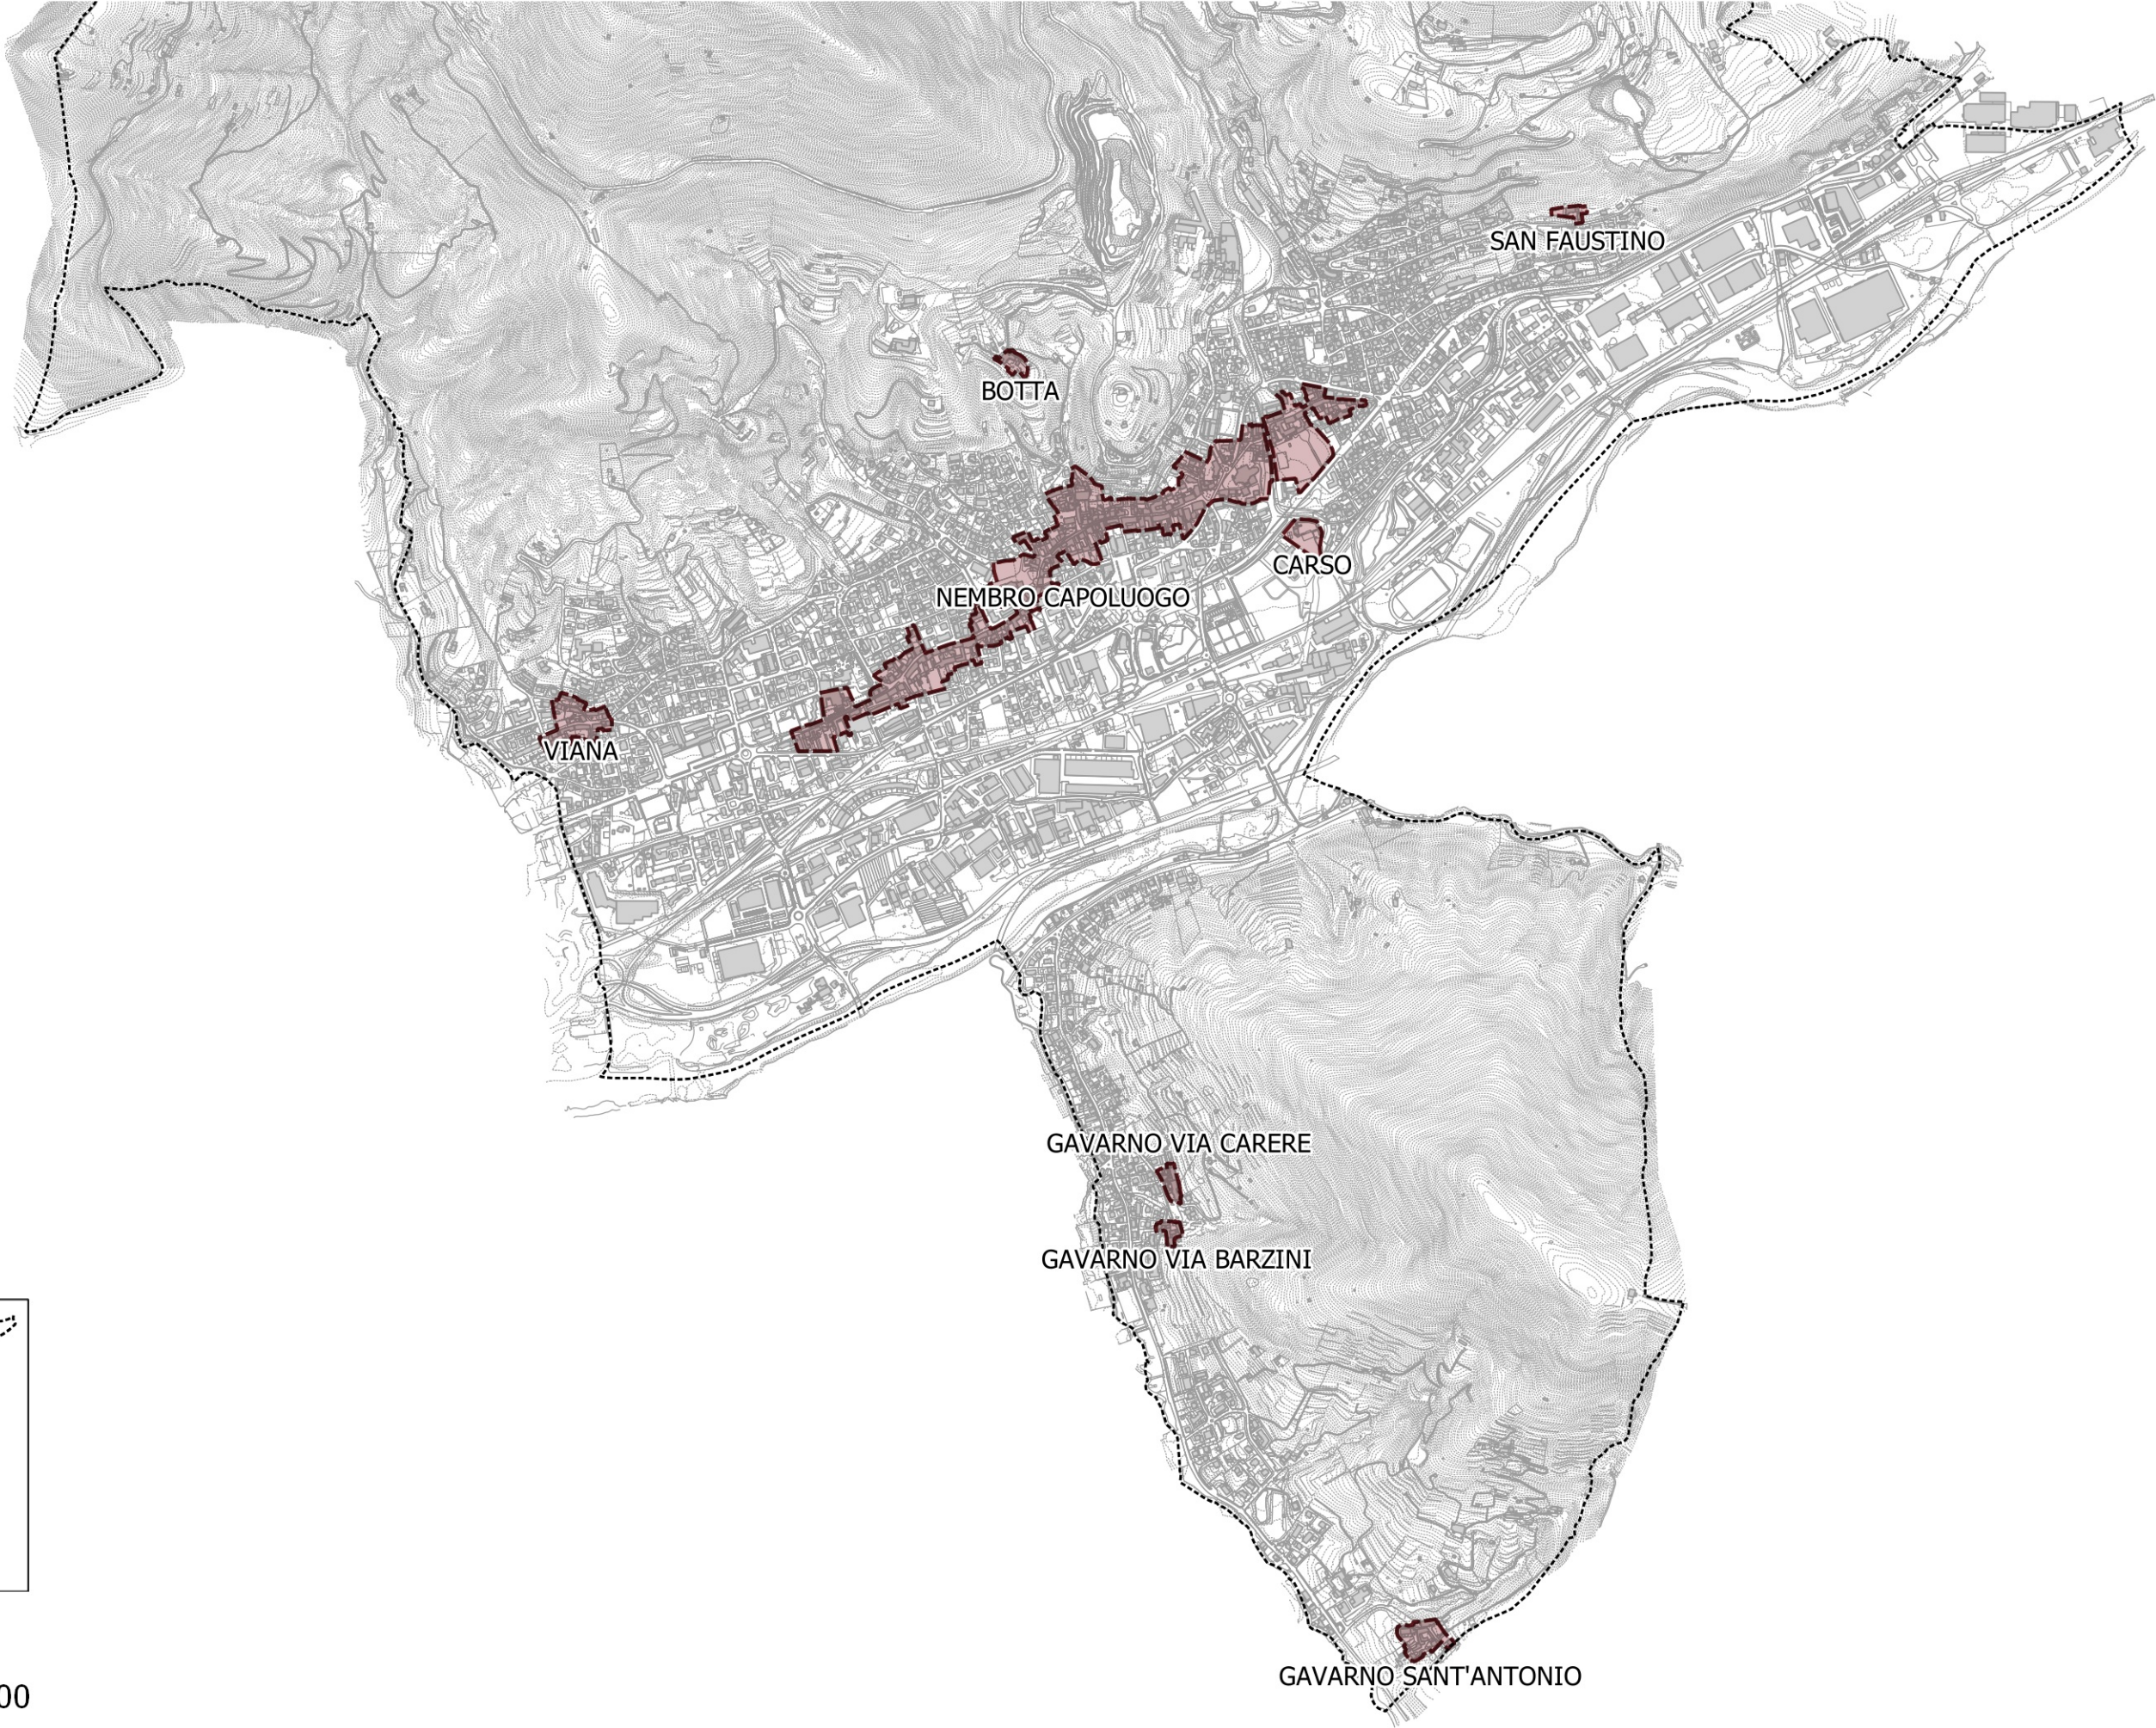 SAN FAUSTINO
BOTTA
CARSO
NEMBRO CAPOLUOGO
VIANA
GAVARNO VIA CARERE
GAVARNO VIA BARZINI
GAVARNO SANT'ANTONIO
00